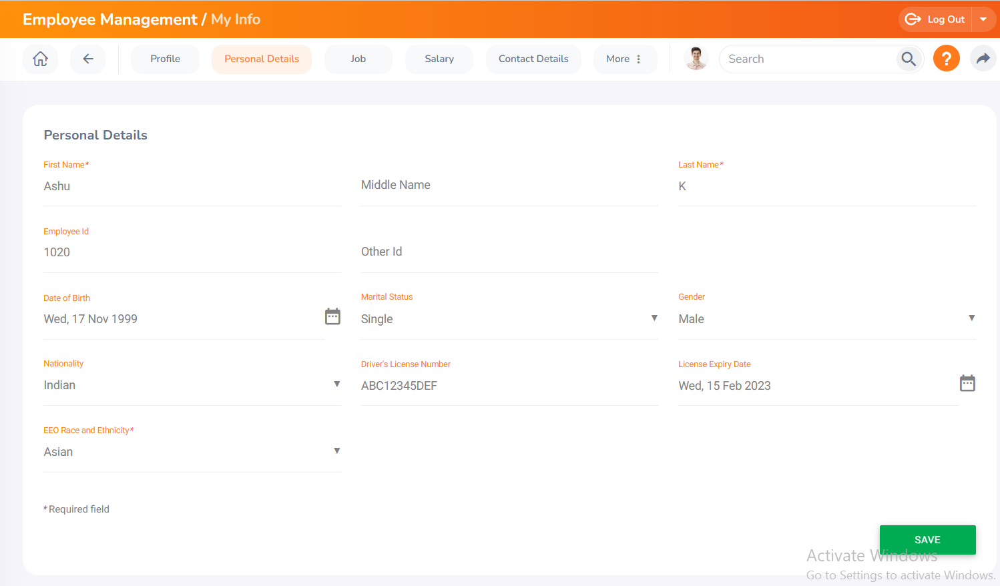 Employee Management / My Info
Log Out
Profile
Personal Details
Job
Salary
Contact Details
More
Search
?
Personal Details
First Name*
Ashu
Middle Name
Last Name*
K
Employee Id
1020
Other Id
Date of Birth
Wed, 17 Nov 1999
Marital Status
Single
Gender
Male
Nationality
Indian
Driver's License Number
ABC12345DEF
License Expiry Date
Wed, 15 Feb 2023
EEO Race and Ethnicity*
Asian
* Required field
SAVE
Activate Windows
Go to Settings to activate Windows.